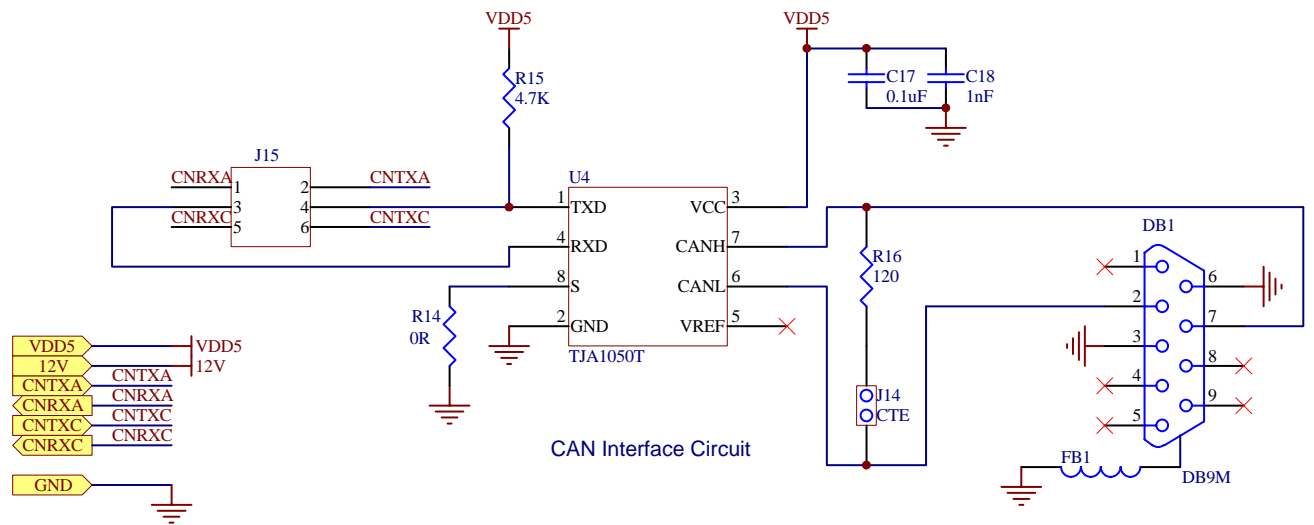 VDD5
VDD5
R15
4.7K
C17
0.1uF
C18
1nF
J15
CNRXA 1 2 CNTXA
3 4
CNRXC 5 6 CNTXC
U4
1 TXD VCC 3
4 RXD CANH 7
8 S CANL 6
2 GND VREF 5
TJA1050T
R14
0R
R16
120
J14
CTE
DB1
1
6
2
7
3
8
4
9
5
DB9M
FB1
VDD5 VDD5
12V 12V
CNTXA CNTXA
CNRXA CNRXA
CNTXC CNTXC
CNRXC CNRXC
GND
CAN Interface Circuit